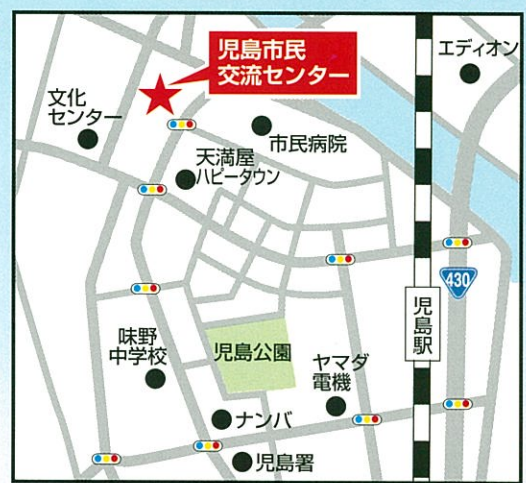 児島市民
交流センター
エディオン
文化
センター
市民病院
天満屋
ハピータウン
430
児島駅
味野
中学校
児島公園
ヤマダ
電機
ナンバ
児島署